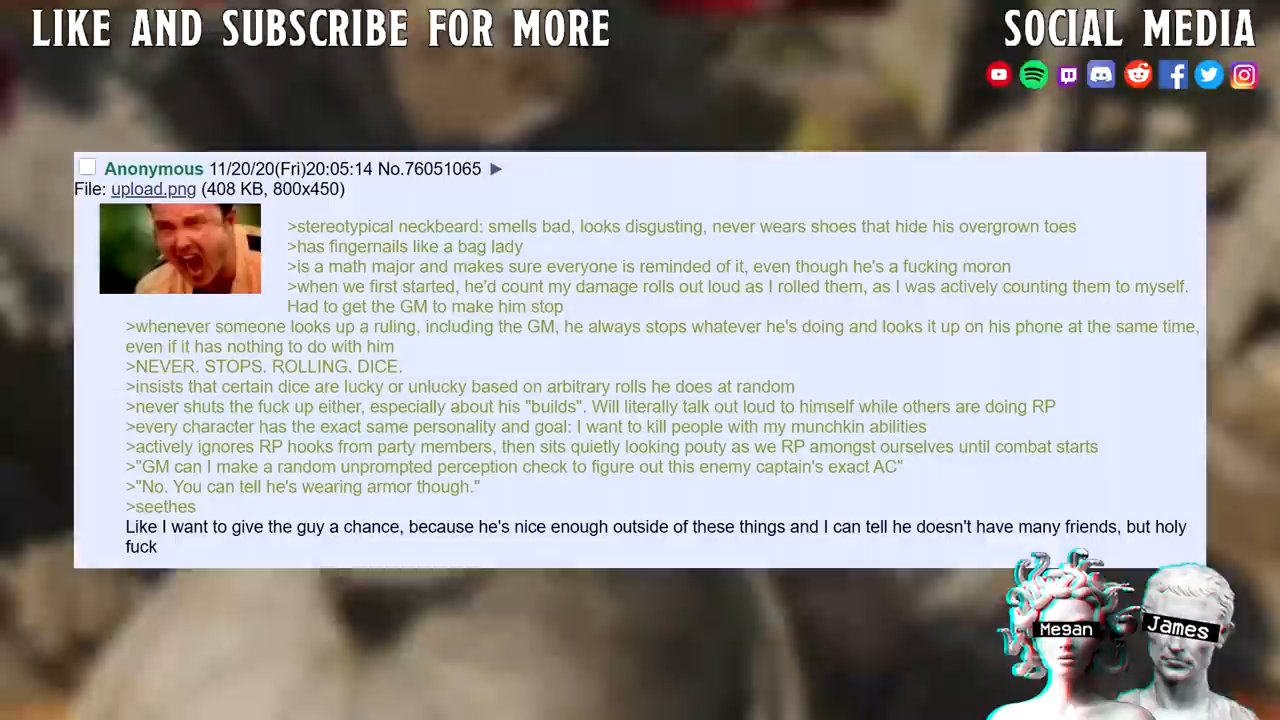 LIKE AND SUBSCRIBE FOR MORE
SOCIAL MEDIA
Anonymous 11/20/20(Fri)20:05:14 No.76051065 ▶
File: upload.png (408 KB, 800x450)
>stereotypical neckbeard: smells bad, looks disgusting, never wears shoes that hide his overgrown toes
>has fingernails like a bag lady
>is a math major and makes sure everyone is reminded of it, even though he's a fucking moron
>when we first started, he'd count my damage rolls out loud as I rolled them, as I was actively counting them to myself.
Had to get the GM to make him stop
>whenever someone looks up a ruling, including the GM, he always stops whatever he's doing and looks it up on his phone at the same time,
even if it has nothing to do with him
>NEVER. STOPS. ROLLING. DICE.
>insists that certain dice are lucky or unlucky based on arbitrary rolls he does at random
>never shuts the fuck up either, especially about his "builds". Will literally talk out loud to himself while others are doing RP
>every character has the exact same personality and goal: I want to kill people with my munchkin abilities
>actively ignores RP hooks from party members, then sits quietly looking pouty as we RP amongst ourselves until combat starts
>"GM can I make a random unprompted perception check to figure out this enemy captain's exact AC"
>"No. You can tell he's wearing armor though."
>seethes
Like I want to give the guy a chance, because he's nice enough outside of these things and I can tell he doesn't have many friends, but holy
fuck
Megan
James